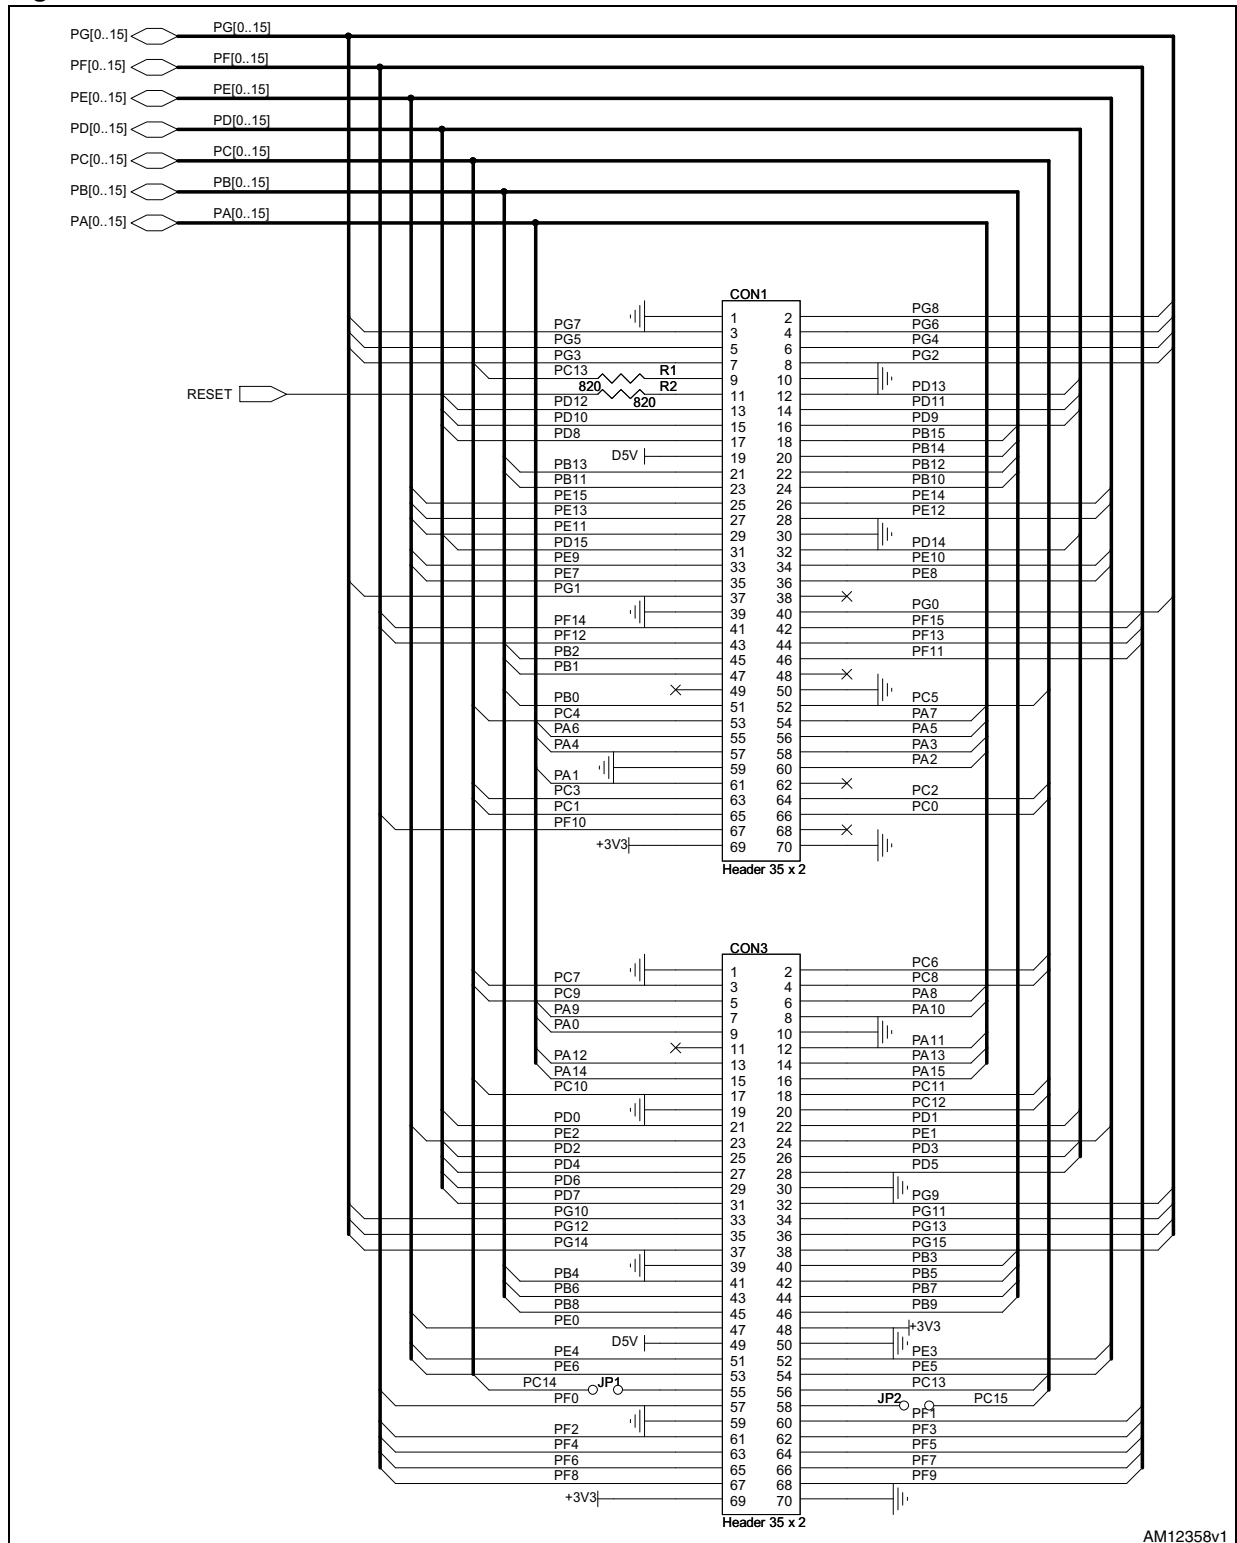 PG[0..15] PG[0..15]
PF[0..15] PF[0..15]
PE[0..15] PE[0..15]
PD[0..15] PD[0..15]
PC[0..15] PC[0..15]
PB[0..15] PB[0..15]
PA[0..15] PA[0..15]
CON1
1 2 PG8
PG7 3 4 PG6
PG5 5 6 PG4
PG3 7 8 PG2
PC13 R1 9 10
RESET 820 R2 11 12 PD13
PD12 820 13 14 PD11
PD10 15 16 PD9
PD8 17 18 PB15
D5V 19 20 PB14
PB13 21 22 PB12
PB11 23 24 PB10
PE15 25 26 PE14
PE13 27 28 PE12
PE11 29 30
PD15 31 32 PD14
PE9 33 34 PE10
PE7 35 36 PE8
PG1 37 38
39 40 PG0
PF14 41 42 PF15
PF12 43 44 PF13
PB2 45 46 PF11
PB1 47 48
49 50
PB0 51 52 PC5
PC4 53 54 PA7
PA6 55 56 PA5
PA4 57 58 PA3
59 60 PA2
PA1 61 62
PC3 63 64 PC2
PC1 65 66 PC0
PF10 67 68
+3V3 69 70
Header 35 x 2
CON3
1 2 PC6
PC7 3 4 PC8
PC9 5 6 PA8
PA9 7 8 PA10
PA0 9 10
11 12 PA11
PA12 13 14 PA13
PA14 15 16 PA15
PC10 17 18 PC11
19 20 PC12
PD0 21 22 PD1
PE2 23 24 PE1
PD2 25 26 PD3
PD4 27 28 PD5
PD6 29 30
PD7 31 32 PG9
PG10 33 34 PG11
PG12 35 36 PG13
PG14 37 38 PG15
39 40 PB3
PB4 41 42 PB5
PB6 43 44 PB7
PB8 45 46 PB9
PE0 47 48 +3V3
D5V 49 50
PE4 51 52 PE3
PE6 53 54 PE5
PC14 JP1 55 56 PC13
PF0 57 58 JP2 PC15
59 60 PF1
PF2 61 62 PF3
PF4 63 64 PF5
PF6 65 66 PF7
PF8 67 68 PF9
+3V3 69 70
Header 35 x 2
AM12358v1